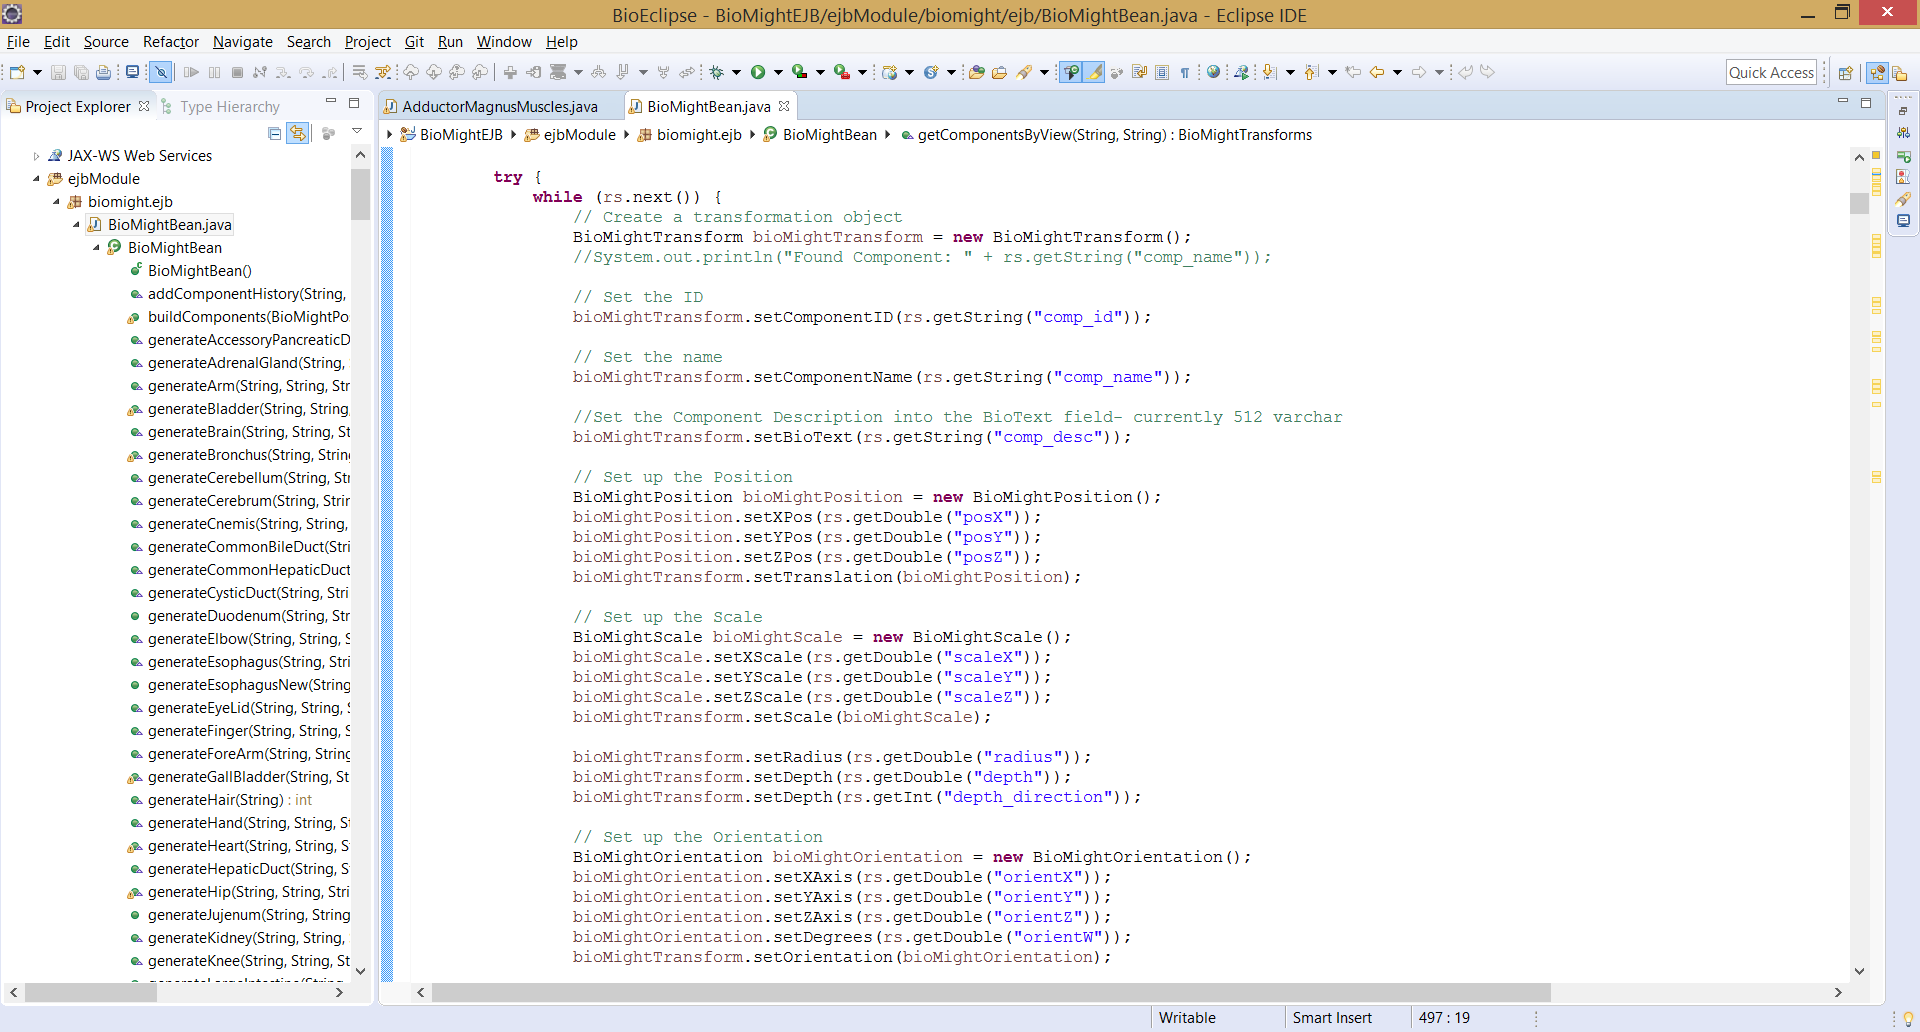 BioEclipse - BioMightEJB/ejbModule/biomight/ejb/BioMightBean.java - Eclipse IDE
File Edit Source Refactor Navigate Search Project Git Run Window Help
Quick Access
Project Explorer Type Hierarchy
JAX-WS Web Services
ejbModule
biomight.ejb
BioMightBean.java
BioMightBean
BioMightBean()
addComponentHistory(String,
buildComponents(BioMightPo
generateAccessoryPancreaticD
generateAdrenalGland(String,
generateArm(String, String, Str
generateBladder(String, String,
generateBrain(String, String, St
generateBronchus(String, String
generateCerebellum(String, Str
generateCerebrum(String, Strin
generateCnemis(String, String,
generateCommonBileDuct(Stri
generateCommonHepaticDuct
generateCysticDuct(String, Stri
generateDuodenum(String, Str
generateElbow(String, String, S
generateEsophagus(String, Stri
generateEsophagusNew(String
generateEyeLid(String, String, S
generateFinger(String, String, S
generateForeArm(String, String
generateGallBladder(String, St
generateHair(String) : int
generateHand(String, String, S
generateHeart(String, String, S
generateHepaticDuct(String, S
generateHip(String, String, Stri
generateJujenum(String, String
generateKidney(String, String,
generateKnee(String, String, St
AdductorMagnusMuscles.java BioMightBean.java
BioMightEJB ejbModule biomight.ejb BioMightBean getComponentsByView(String, String) : BioMightTransforms
try {
while (rs.next()) {
// Create a transformation object
BioMightTransform bioMightTransform = new BioMightTransform();
//System.out.println("Found Component: " + rs.getString("comp_name"));
// Set the ID
bioMightTransform.setComponentID(rs.getString("comp_id"));
// Set the name
bioMightTransform.setComponentName(rs.getString("comp_name"));
//Set the Component Description into the BioText field- currently 512 varchar
bioMightTransform.setBioText(rs.getString("comp_desc"));
// Set up the Position
BioMightPosition bioMightPosition = new BioMightPosition();
bioMightPosition.setXPos(rs.getDouble("posX"));
bioMightPosition.setYPos(rs.getDouble("posY"));
bioMightPosition.setZPos(rs.getDouble("posZ"));
bioMightTransform.setTranslation(bioMightPosition);
// Set up the Scale
BioMightScale bioMightScale = new BioMightScale();
bioMightScale.setXScale(rs.getDouble("scaleX"));
bioMightScale.setYScale(rs.getDouble("scaleY"));
bioMightScale.setZScale(rs.getDouble("scaleZ"));
bioMightTransform.setScale(bioMightScale);
bioMightTransform.setRadius(rs.getDouble("radius"));
bioMightTransform.setDepth(rs.getDouble("depth"));
bioMightTransform.setDepth(rs.getInt("depth_direction"));
// Set up the Orientation
BioMightOrientation bioMightOrientation = new BioMightOrientation();
bioMightOrientation.setXAxis(rs.getDouble("orientX"));
bioMightOrientation.setYAxis(rs.getDouble("orientY"));
bioMightOrientation.setZAxis(rs.getDouble("orientZ"));
bioMightOrientation.setDegrees(rs.getDouble("orientW"));
bioMightTransform.setOrientation(bioMightOrientation);
Writable Smart Insert 497 : 19